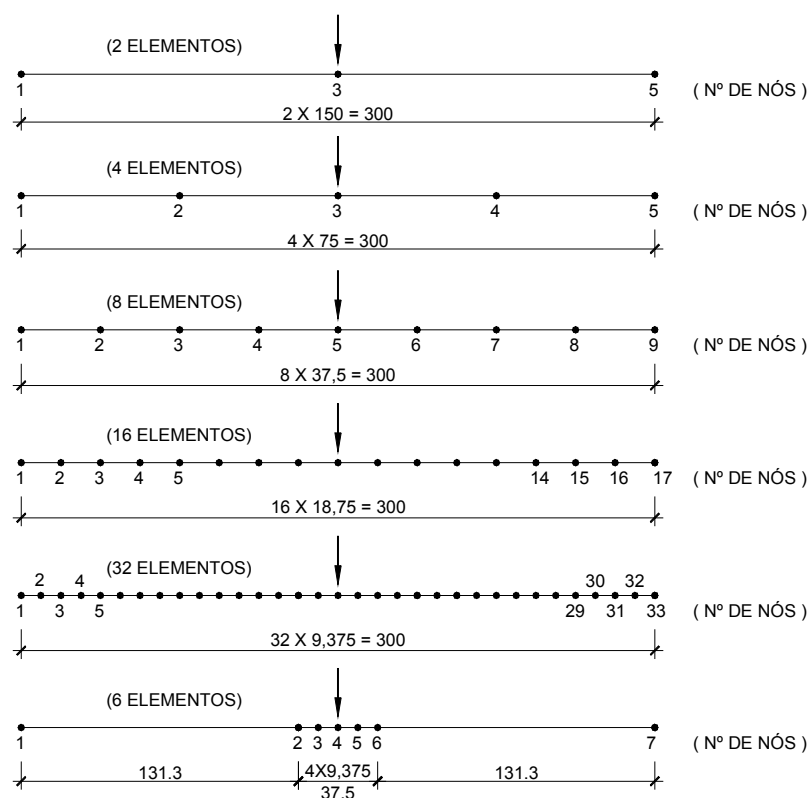 (2 ELEMENTOS)
1 3 5 ( Nº DE NÓS )
2 X 150 = 300
(4 ELEMENTOS)
1 2 3 4 5 ( Nº DE NÓS )
4 X 75 = 300
(8 ELEMENTOS)
1 2 3 4 5 6 7 8 9 ( Nº DE NÓS )
8 X 37,5 = 300
(16 ELEMENTOS)
1 2 3 4 5 14 15 16 17 ( Nº DE NÓS )
16 X 18,75 = 300
(32 ELEMENTOS)
2 4 30 32
1 3 5 29 31 33 ( Nº DE NÓS )
32 X 9,375 = 300
(6 ELEMENTOS)
1 2 3 4 5 6 7 ( Nº DE NÓS )
131.3 4X9,375 131.3
37.5